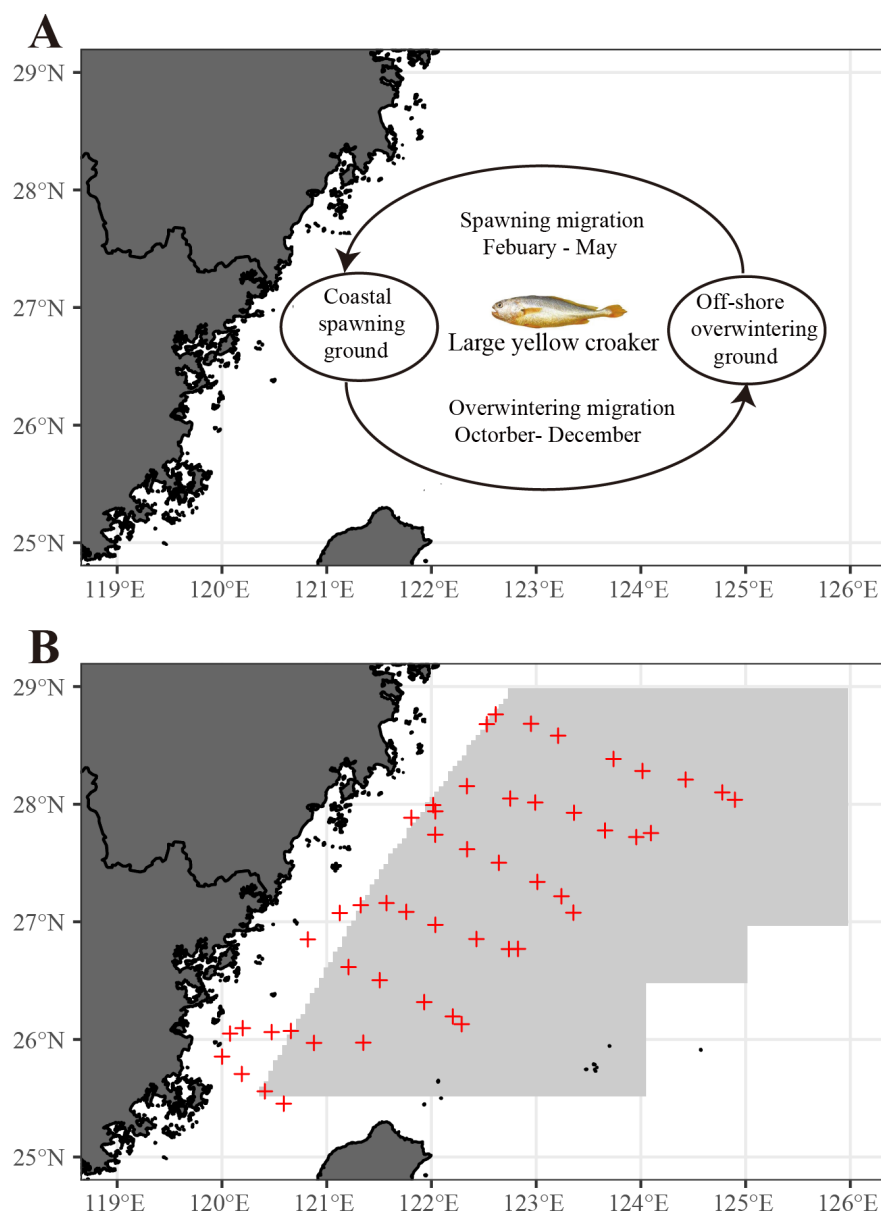 A
29°N
28°N
27°N
26°N
25°N
Spawning migration
Febuary - May
Coastal
spawning
ground
Off-shore
overwintering
ground
Large yellow croaker
Overwintering migration
Octorber- December
119°E 120°E 121°E 122°E 123°E 124°E 125°E 126°E
B
29°N
28°N
27°N
26°N
25°N
119°E 120°E 121°E 122°E 123°E 124°E 125°E 126°E